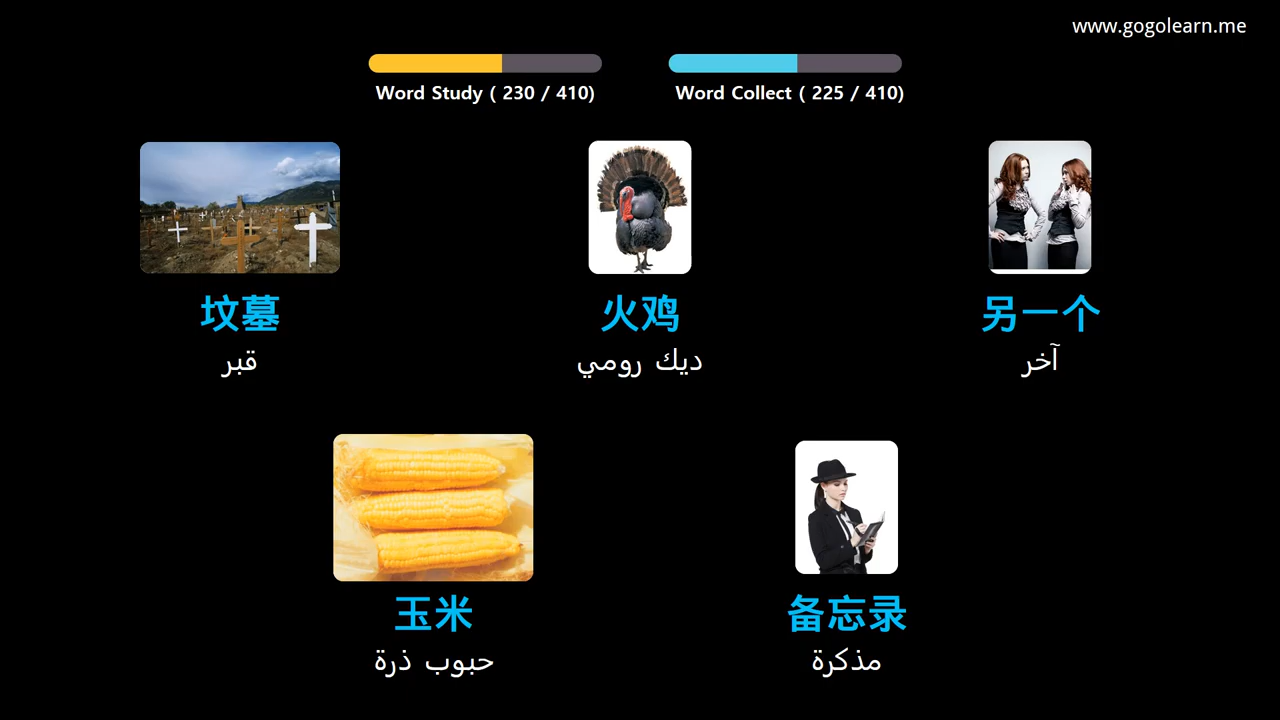 www.gogolearn.me
Word Study ( 230 / 410)
Word Collect ( 225 / 410)
坟墓
قبر
火鸡
ديك رومي
另一个
آخر
玉米
حبوب ذرة
备忘录
مذكرة